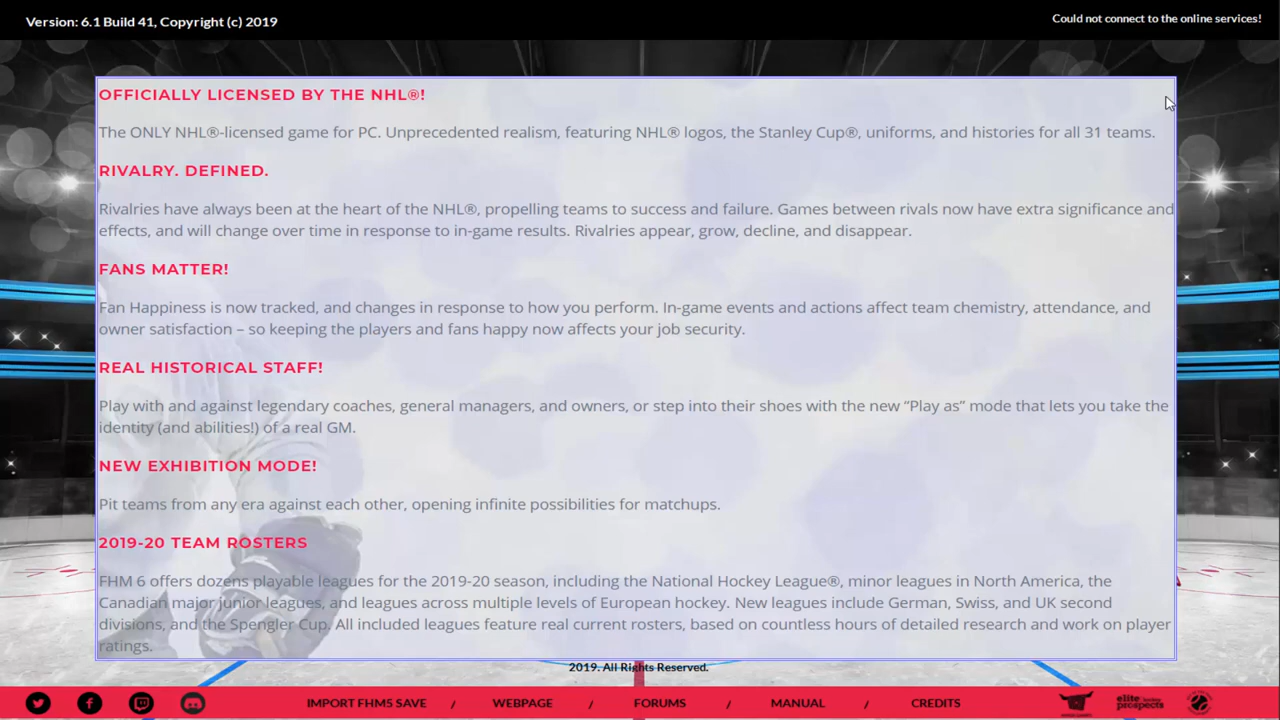 Version: 6.1 Build 41, Copyright (c) 2019
Could not connect to the online services!
OFFICIALLY LICENSED BY THE NHL®!
The ONLY NHL®-licensed game for PC. Unprecedented realism, featuring NHL® logos, the Stanley Cup®, uniforms, and histories for all 31 teams.
RIVALRY. DEFINED.
Rivalries have always been at the heart of the NHL®, propelling teams to success and failure. Games between rivals now have extra significance and
effects, and will change over time in response to in-game results. Rivalries appear, grow, decline, and disappear.
FANS MATTER!
Fan Happiness is now tracked, and changes in response to how you perform. In-game events and actions affect team chemistry, attendance, and
owner satisfaction – so keeping the players and fans happy now affects your job security.
REAL HISTORICAL STAFF!
Play with and against legendary coaches, general managers, and owners, or step into their shoes with the new “Play as” mode that lets you take the
identity (and abilities!) of a real GM.
NEW EXHIBITION MODE!
Pit teams from any era against each other, opening infinite possibilities for matchups.
2019-20 TEAM ROSTERS
FHM 6 offers dozens playable leagues for the 2019-20 season, including the National Hockey League®, minor leagues in North America, the
Canadian major junior leagues, and leagues across multiple levels of European hockey. New leagues include German, Swiss, and UK second
divisions, and the Spengler Cup. All included leagues feature real current rosters, based on countless hours of detailed research and work on player
ratings.
2019. All Rights Reserved.
IMPORT FHM5 SAVE / WEBPAGE / FORUMS / MANUAL / CREDITS
elite hockey
prospects